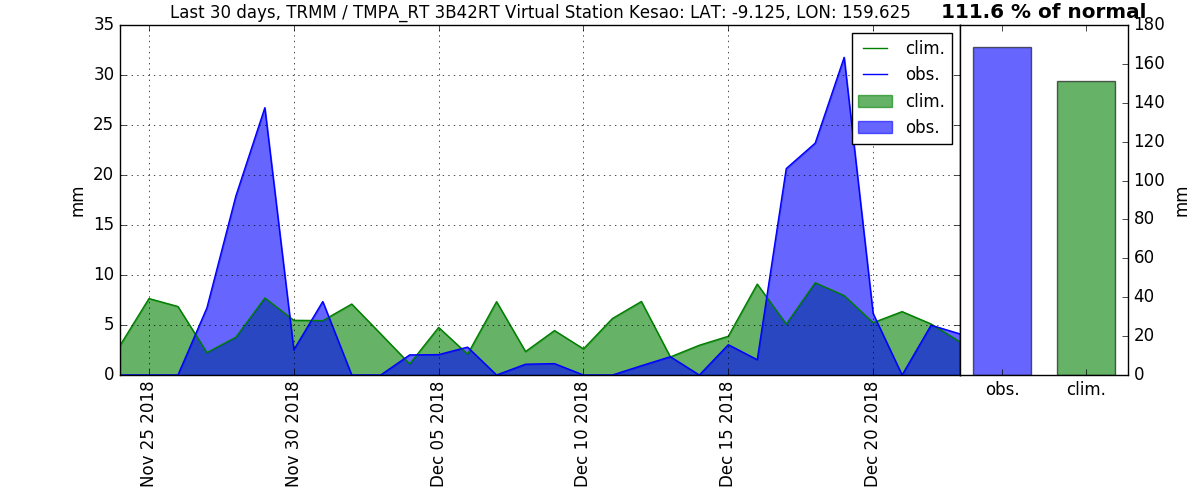 Last 30 days, TRMM / TMPA_RT 3B42RT Virtual Station Kesao: LAT: -9.125, LON: 159.625
111.6 % of normal
35
30
25
20
15
10
5
0
mm
clim.
obs.
clim.
obs.
180
160
140
120
100
80
60
40
20
0
mm
Nov 25 2018
Nov 30 2018
Dec 05 2018
Dec 10 2018
Dec 15 2018
Dec 20 2018
obs.
clim.